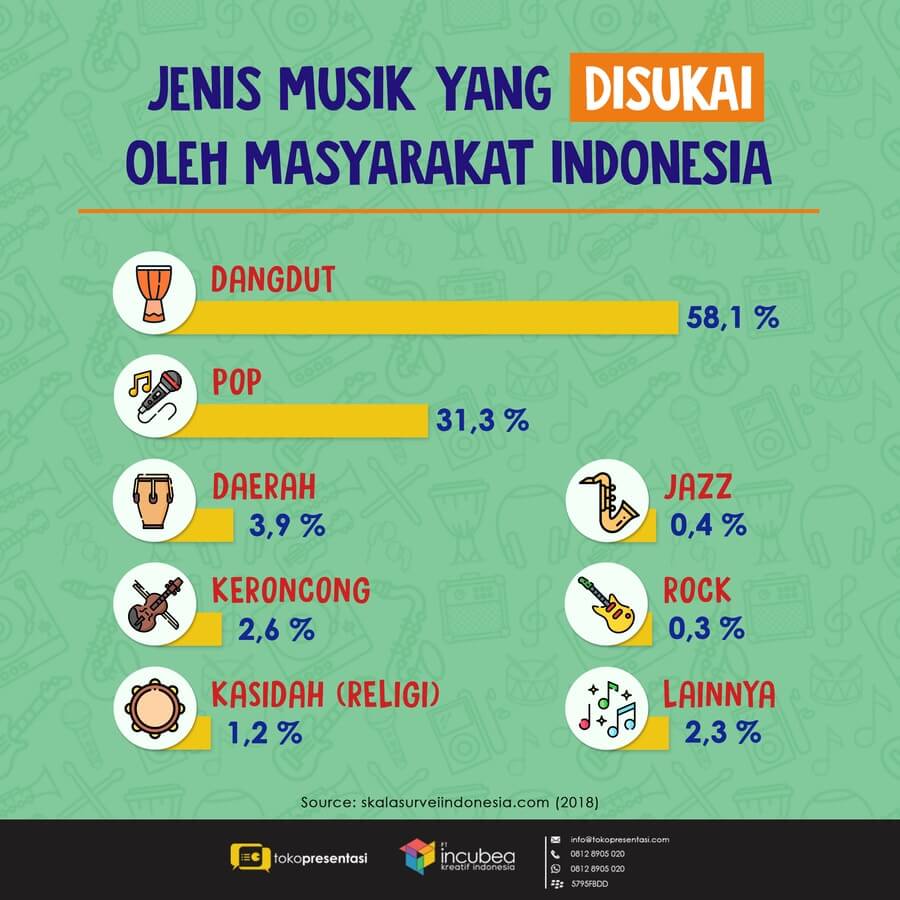 JENIS MUSIK YANG DISUKAI
OLEH MASYARAKAT INDONESIA
DANGDUT
58,1 %
POP
31,3 %
DAERAH
3,9 %
KERONCONG
2,6 %
KASIDAH (RELIGI)
1,2 %
JAZZ
0,4 %
ROCK
0,3 %
LAINNYA
2,3 %
Source: skalasurveiindonesia.com (2018)
tokopresentasi
PT
incubea
kreatif indonesia
info@tokopresentasi.com
0812 8905 020
0812 8905 020
5795FBDD